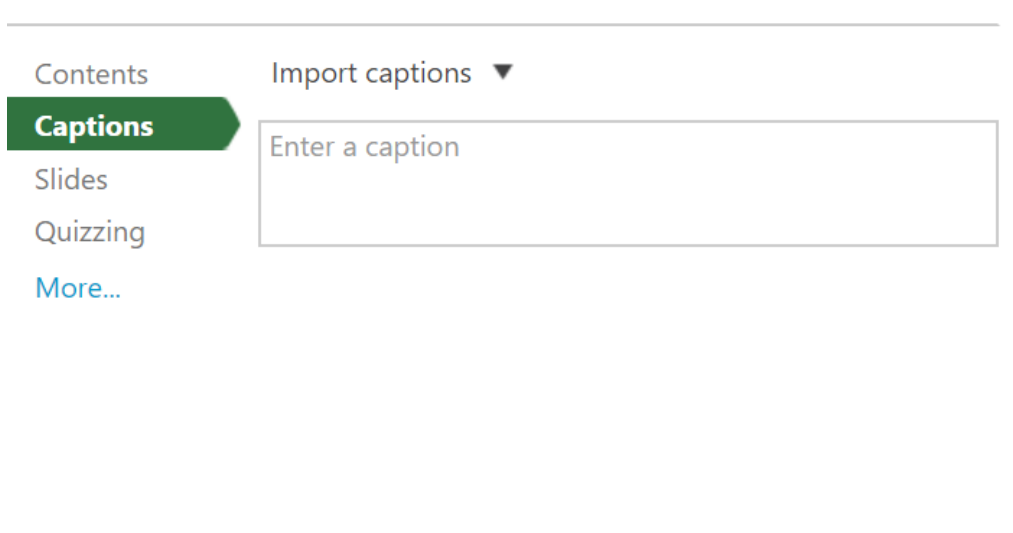 Contents
Captions
Slides
Quizzing
More...
Import captions
Enter a caption